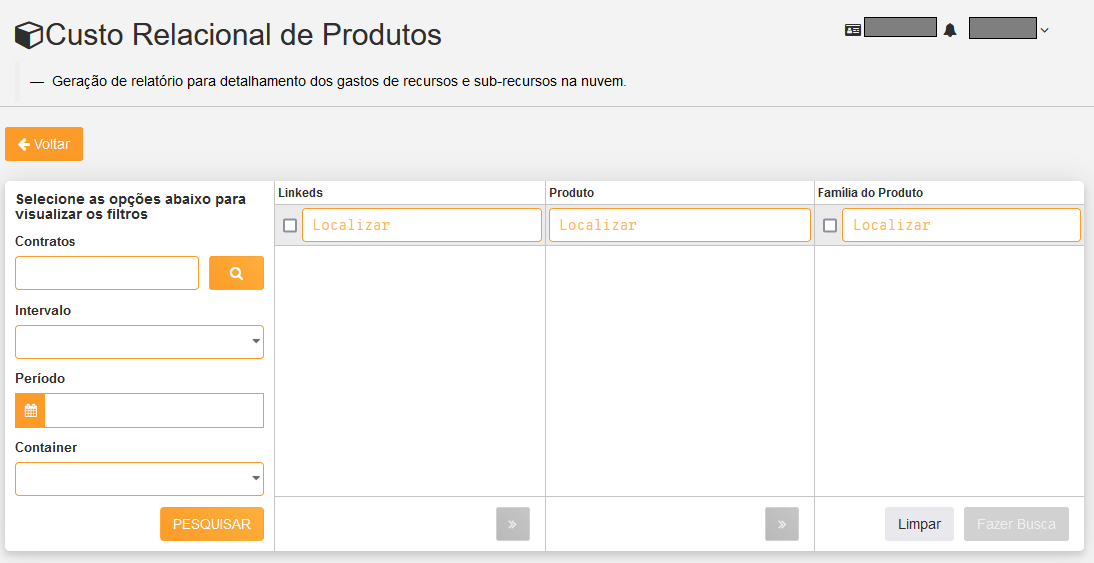 Custo Relacional de Produtos
— Geração de relatório para detalhamento dos gastos de recursos e sub-recursos na nuvem.
Voltar
Selecione as opções abaixo para
visualizar os filtros
Contratos
Intervalo
Período
Container
PESQUISAR
Linkeds
Localizar
»
Produto
Localizar
»
Família do Produto
Localizar
Limpar
Fazer Busca